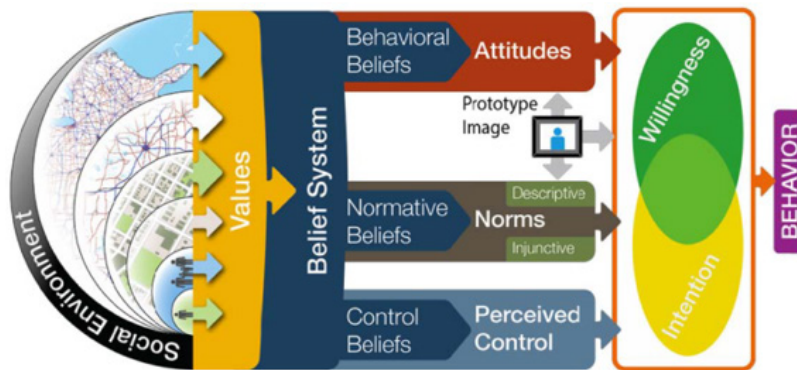 Social Environment
Values
Belief System
Behavioral
Beliefs
Attitudes
Prototype
Image
Normative
Beliefs
Norms
Descriptive
Injunctive
Control
Beliefs
Perceived
Control
Willingness
Intention
BEHAVIOR